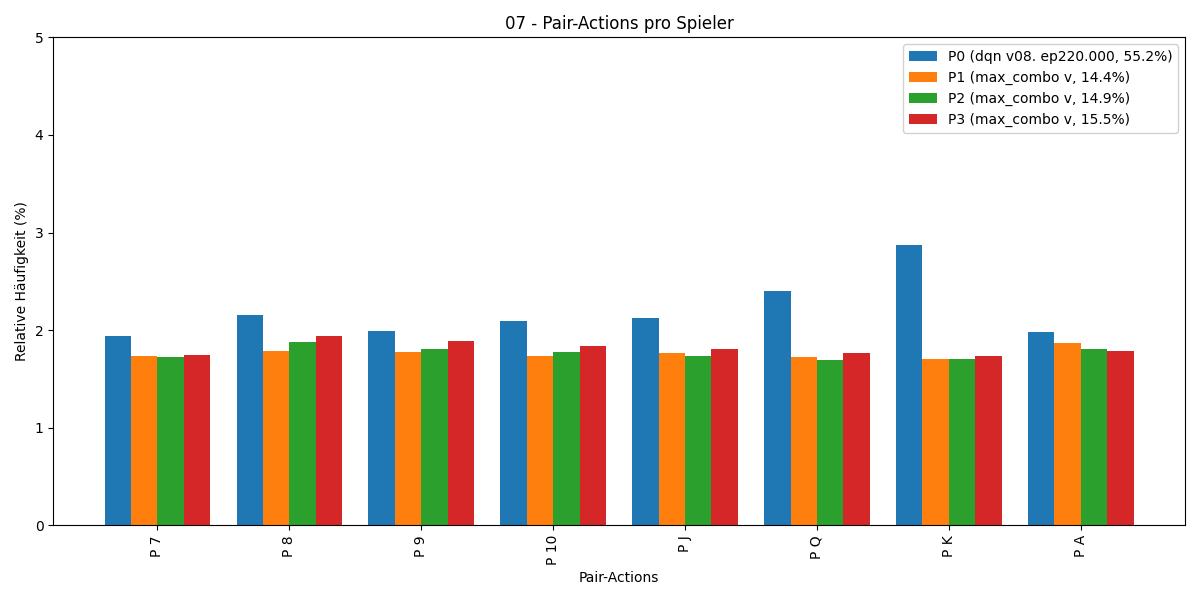 07 - Pair-Actions pro Spieler
P0 (dqn v08. ep220.000, 55.2%)
P1 (max_combo v, 14.4%)
P2 (max_combo v, 14.9%)
P3 (max_combo v, 15.5%)
Relative Häufigkeit (%)
5
4
3
2
1
0
P 7
P 8
P 9
P 10
P J
P Q
P K
P A
Pair-Actions